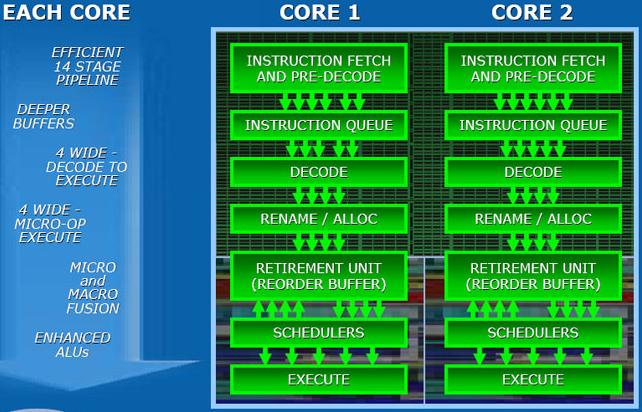 EACH CORE
CORE 1
CORE 2
EFFICIENT
14 STAGE
PIPELINE
DEEPER
BUFFERS
4 WIDE -
DECODE TO
EXECUTE
4 WIDE -
MICRO-OP
EXECUTE
MICRO
and
MACRO
FUSION
ENHANCED
ALUs
INSTRUCTION FETCH
AND PRE-DECODE
INSTRUCTION QUEUE
DECODE
RENAME / ALLOC
RETIREMENT UNIT
(REORDER BUFFER)
SCHEDULERS
EXECUTE
INSTRUCTION FETCH
AND PRE-DECODE
INSTRUCTION QUEUE
DECODE
RENAME / ALLOC
RETIREMENT UNIT
(REORDER BUFFER)
SCHEDULERS
EXECUTE